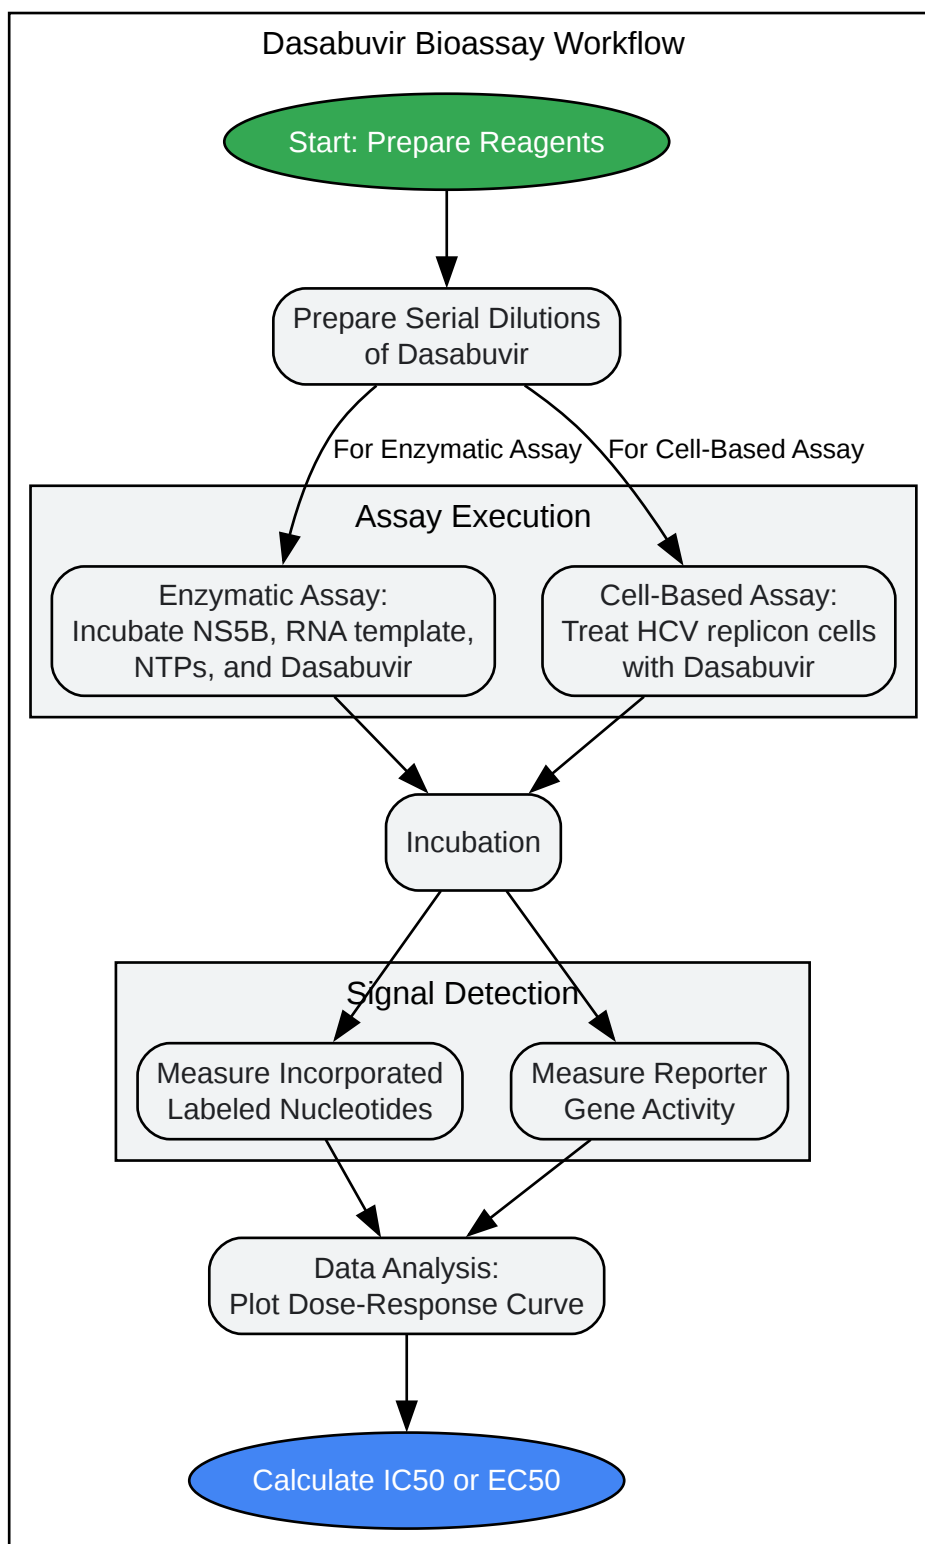 Dasabuvir Bioassay Workflow
Start: Prepare Reagents
Prepare Serial Dilutions
of Dasabuvir
For Enzymatic Assay
For Cell-Based Assay
Assay Execution
Enzymatic Assay:
Incubate NS5B, RNA template,
NTPs, and Dasabuvir
Cell-Based Assay:
Treat HCV replicon cells
with Dasabuvir
Incubation
Signal Detection
Measure Incorporated
Labeled Nucleotides
Measure Reporter
Gene Activity
Data Analysis:
Plot Dose-Response Curve
Calculate IC50 or EC50